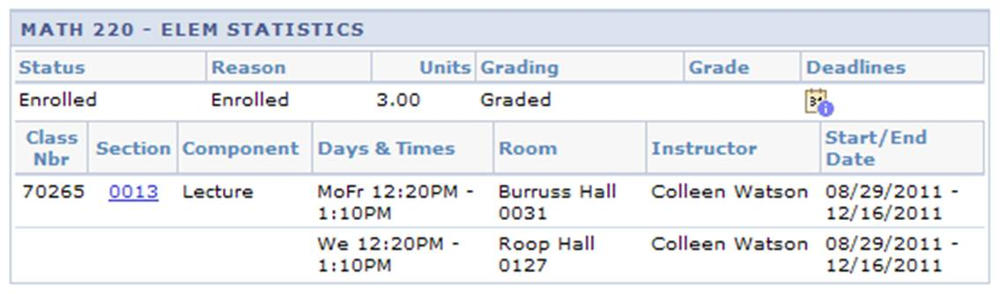 MATH 220 - ELEM STATISTICS
Status Reason Units Grading Grade Deadlines
Enrolled Enrolled 3.00 Graded
Class Nbr Section Component Days & Times Room Instructor Start/End Date
70265 0013 Lecture MoFr 12:20PM - 1:10PM Burruss Hall 0031 Colleen Watson 08/29/2011 - 12/16/2011
We 12:20PM - 1:10PM Roop Hall 0127 Colleen Watson 08/29/2011 - 12/16/2011